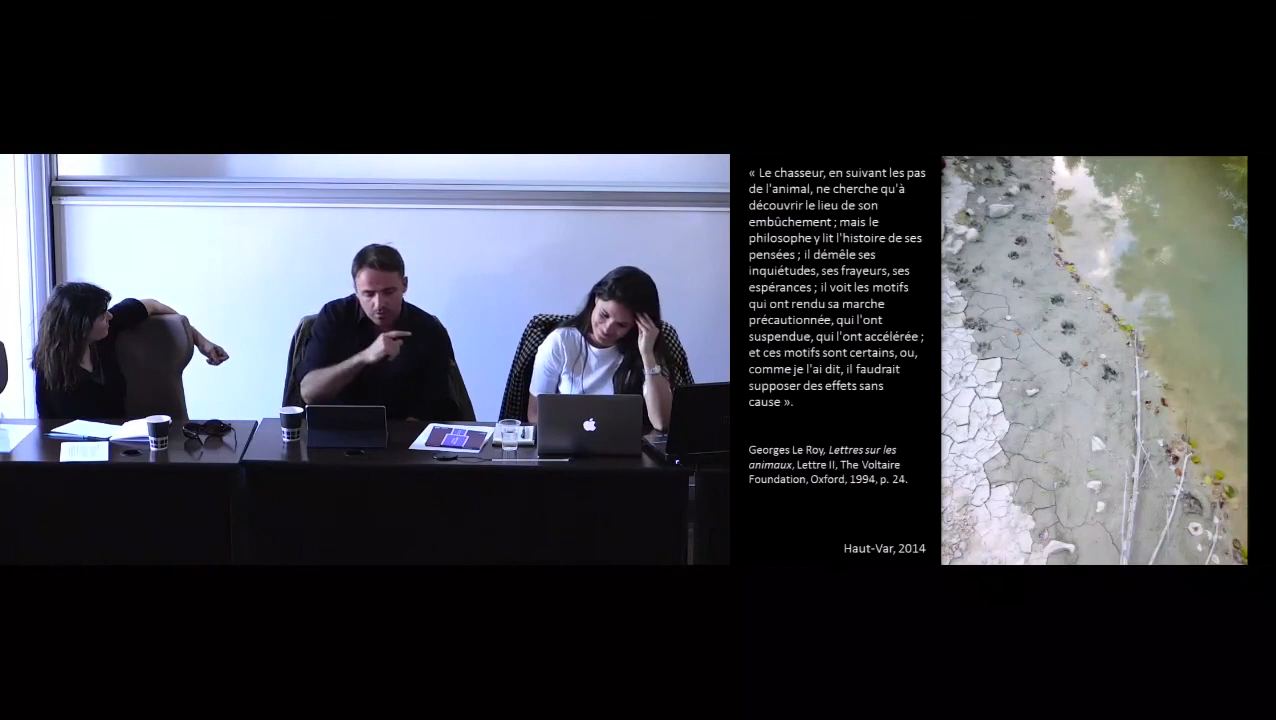 « Le chasseur, en suivant les pas
de l'animal, ne cherche qu'à
découvrir le lieu de son
embûchement ; mais le
philosophe y lit l'histoire de ses
pensées ; il démêle ses
inquiétudes, ses frayeurs, ses
espérances ; il voit les motifs
qui ont rendu sa marche
précautionnée, qui l'ont
suspendue, qui l'ont accélérée ;
et ces motifs sont certains, ou,
comme je l'ai dit, il faudrait
supposer des effets sans
cause ».
Georges Le Roy, Lettres sur les
animaux, Lettre II, The Voltaire
Foundation, Oxford, 1994, p. 24.
Haut-Var, 2014